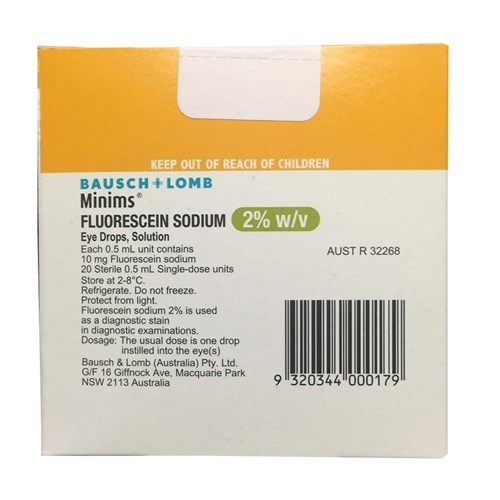 KEEP OUT OF REACH OF CHILDREN
BAUSCH + LOMB
Minims®
FLUORESCEIN SODIUM 2% w/v
Eye Drops, Solution
Each 0.5 mL unit contains
10 mg Fluorescein sodium
20 Sterile 0.5 mL Single-dose units
Store at 2-8°C.
Refrigerate. Do not freeze.
Protect from light.
Fluorescein sodium 2% is used
as a diagnostic stain
in diagnostic examinations.
Dosage: The usual dose is one drop
instilled into the eye(s)
Bausch & Lomb (Australia) Pty. Ltd.
G/F 16 Giffnock Ave, Macquarie Park
NSW 2113 Australia
AUST R 32268
9 320344 000179